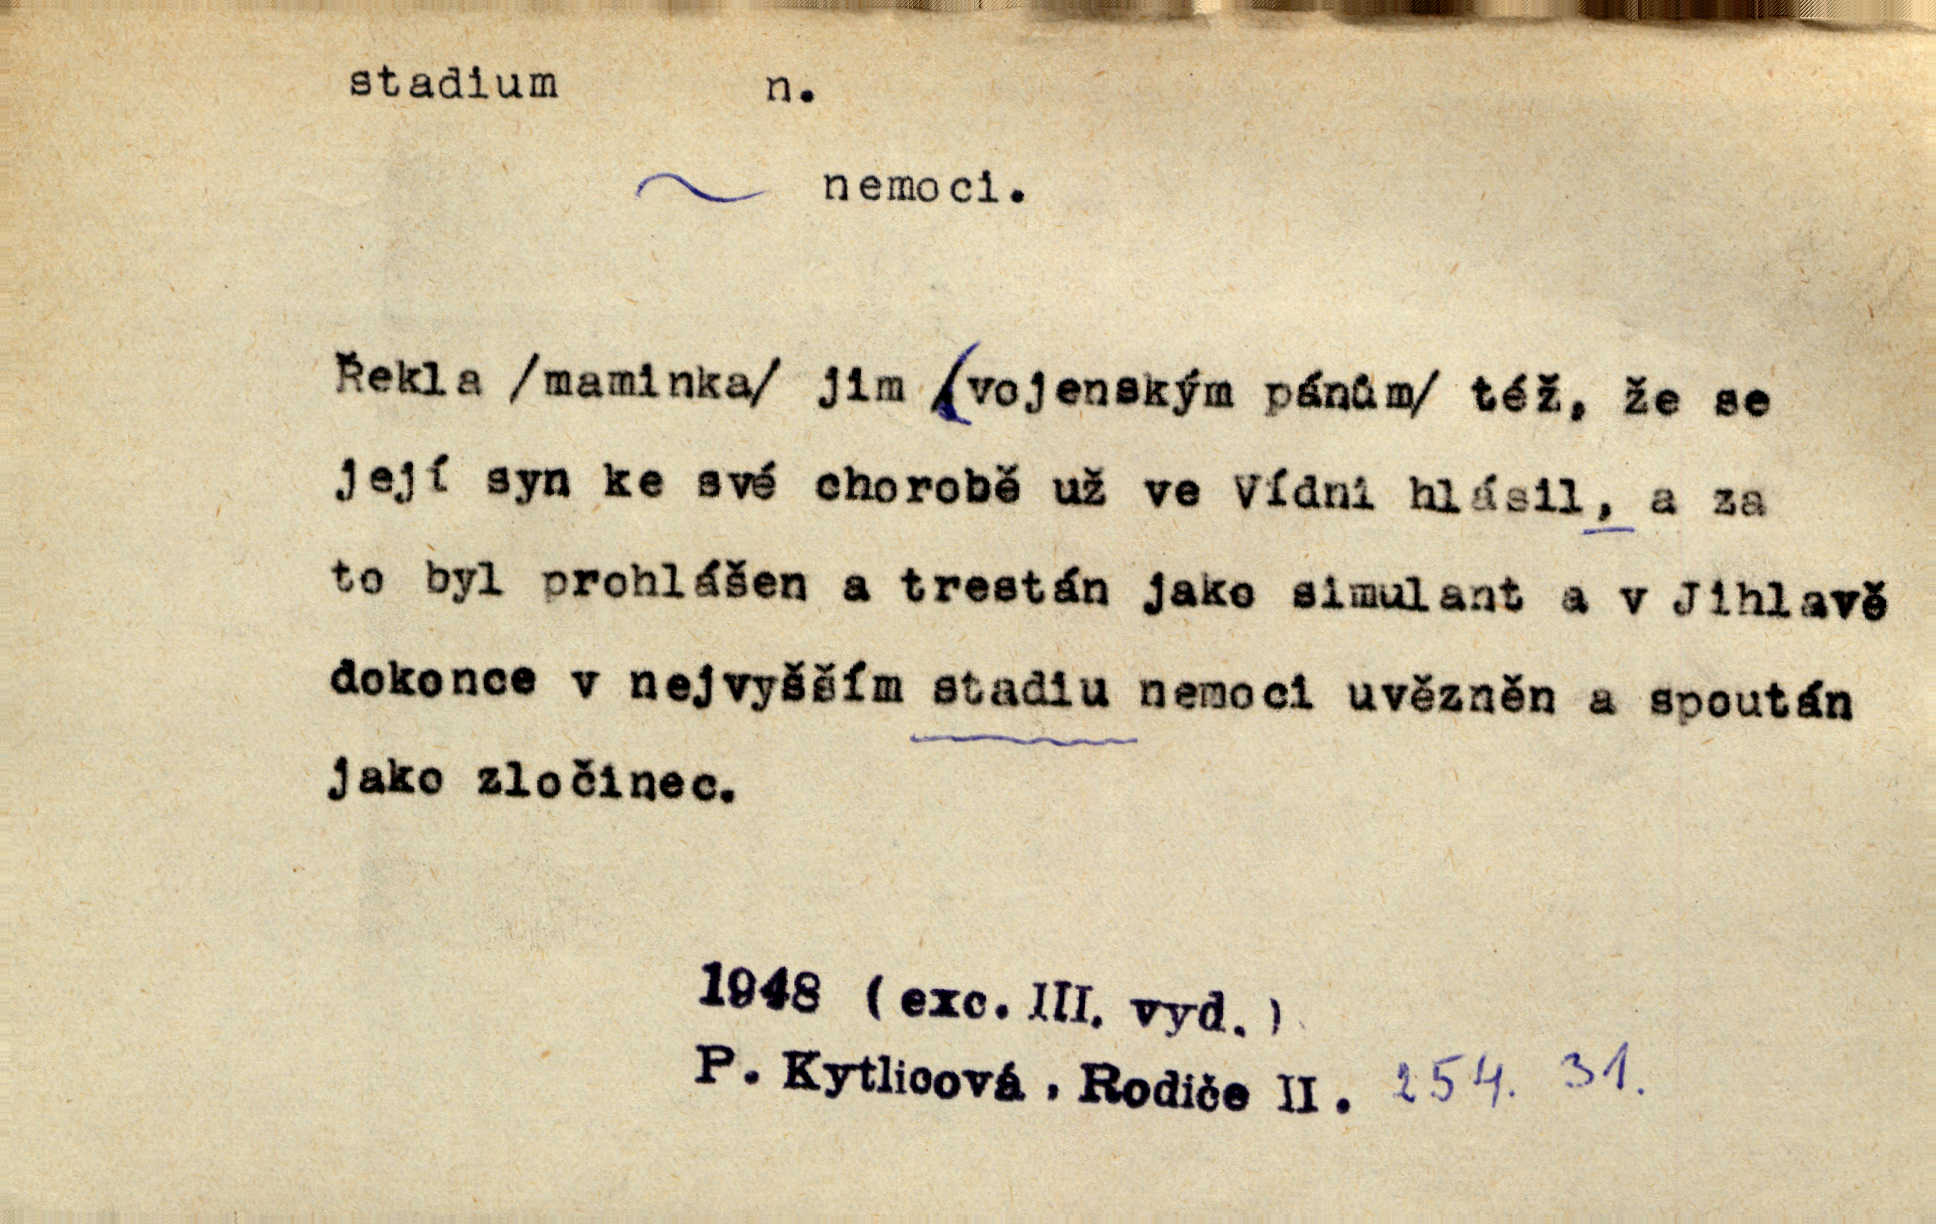 stadium n.
~ nemoci.
Řekla /maminka/ jim (vojenským pánům/ též, že se
její syn ke své chorobě už ve Vídni hlásil, a za
to byl prohlášen a trestán jako simulant a v Jihlavě
dokonce v nejvyšším stadiu nemoci uvězněn a spoután
jako zločinec.
1948 (exc. III. vyd.)
P. Kytlicová, Rodiče II. 254. 31.